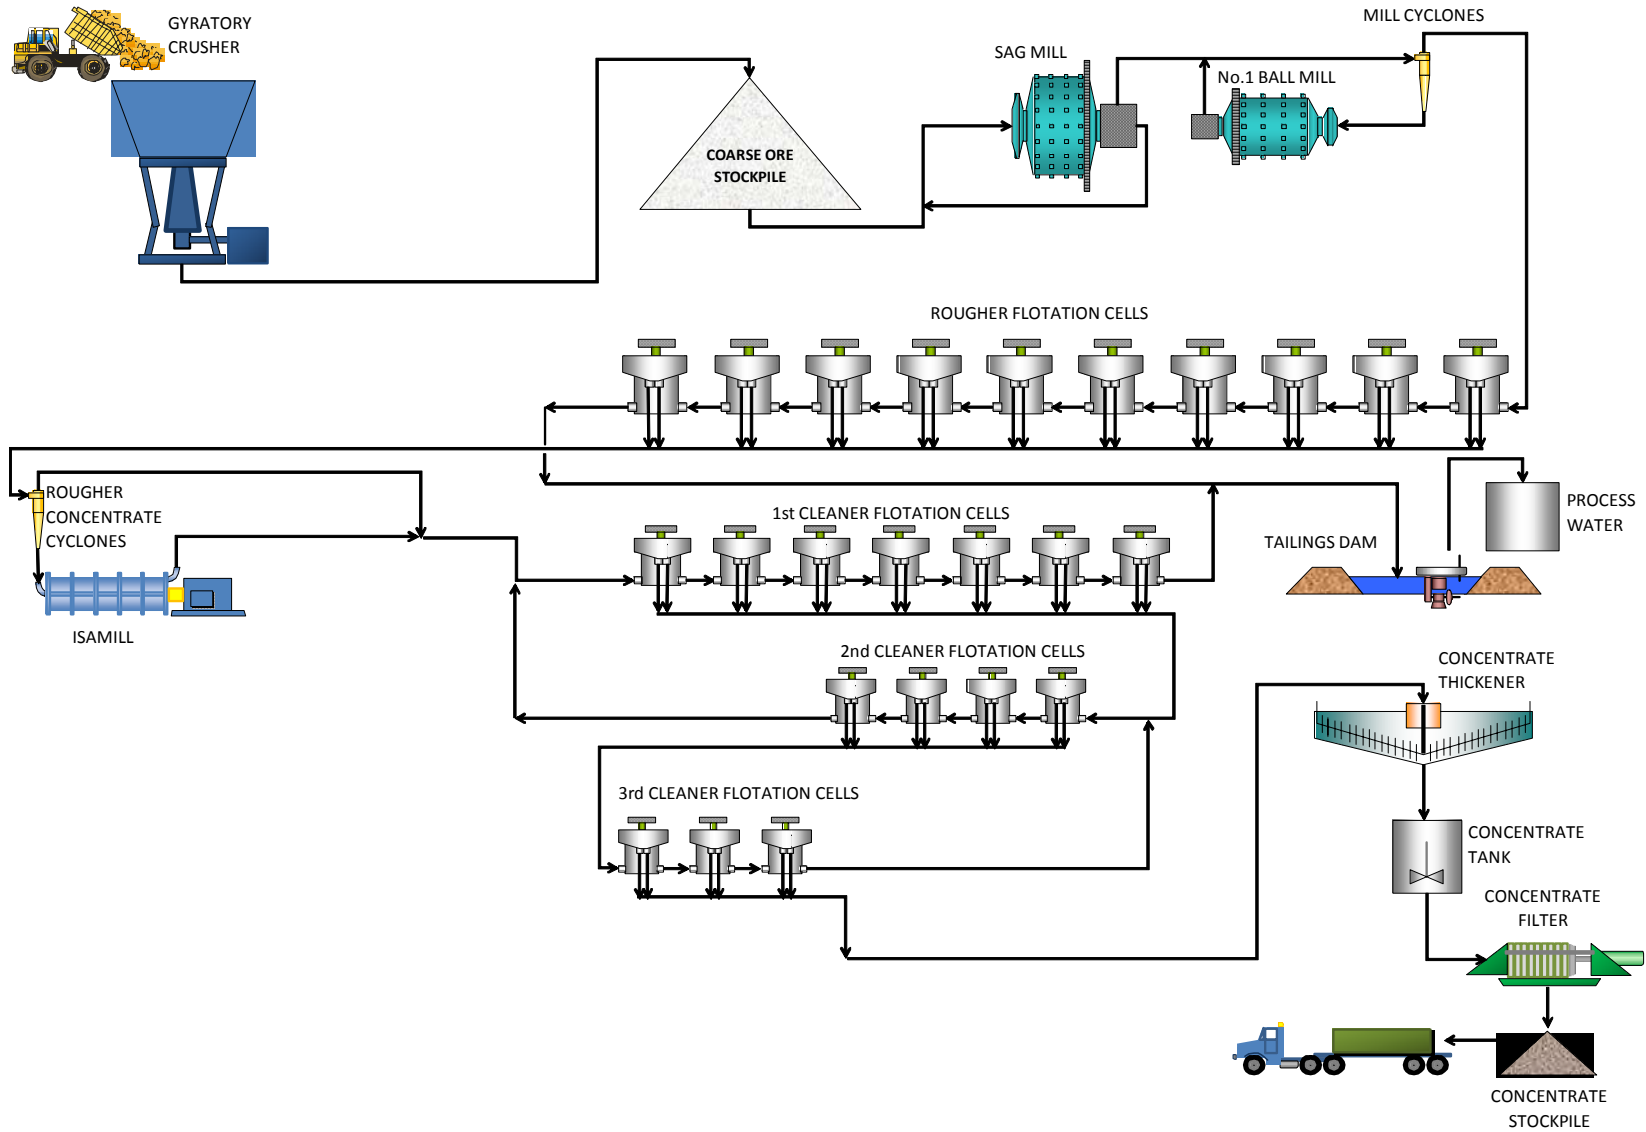 GYRATORY
CRUSHER
MILL CYCLONES
SAG MILL
No.1 BALL MILL
COARSE ORE
STOCKPILE
ROUGHER FLOTATION CELLS
ROUGHER
CONCENTRATE
CYCLONES
1st CLEANER FLOTATION CELLS
PROCESS
WATER
TAILINGS DAM
ISAMILL
2nd CLEANER FLOTATION CELLS
CONCENTRATE
THICKENER
3rd CLEANER FLOTATION CELLS
CONCENTRATE
TANK
CONCENTRATE
FILTER
CONCENTRATE
STOCKPILE